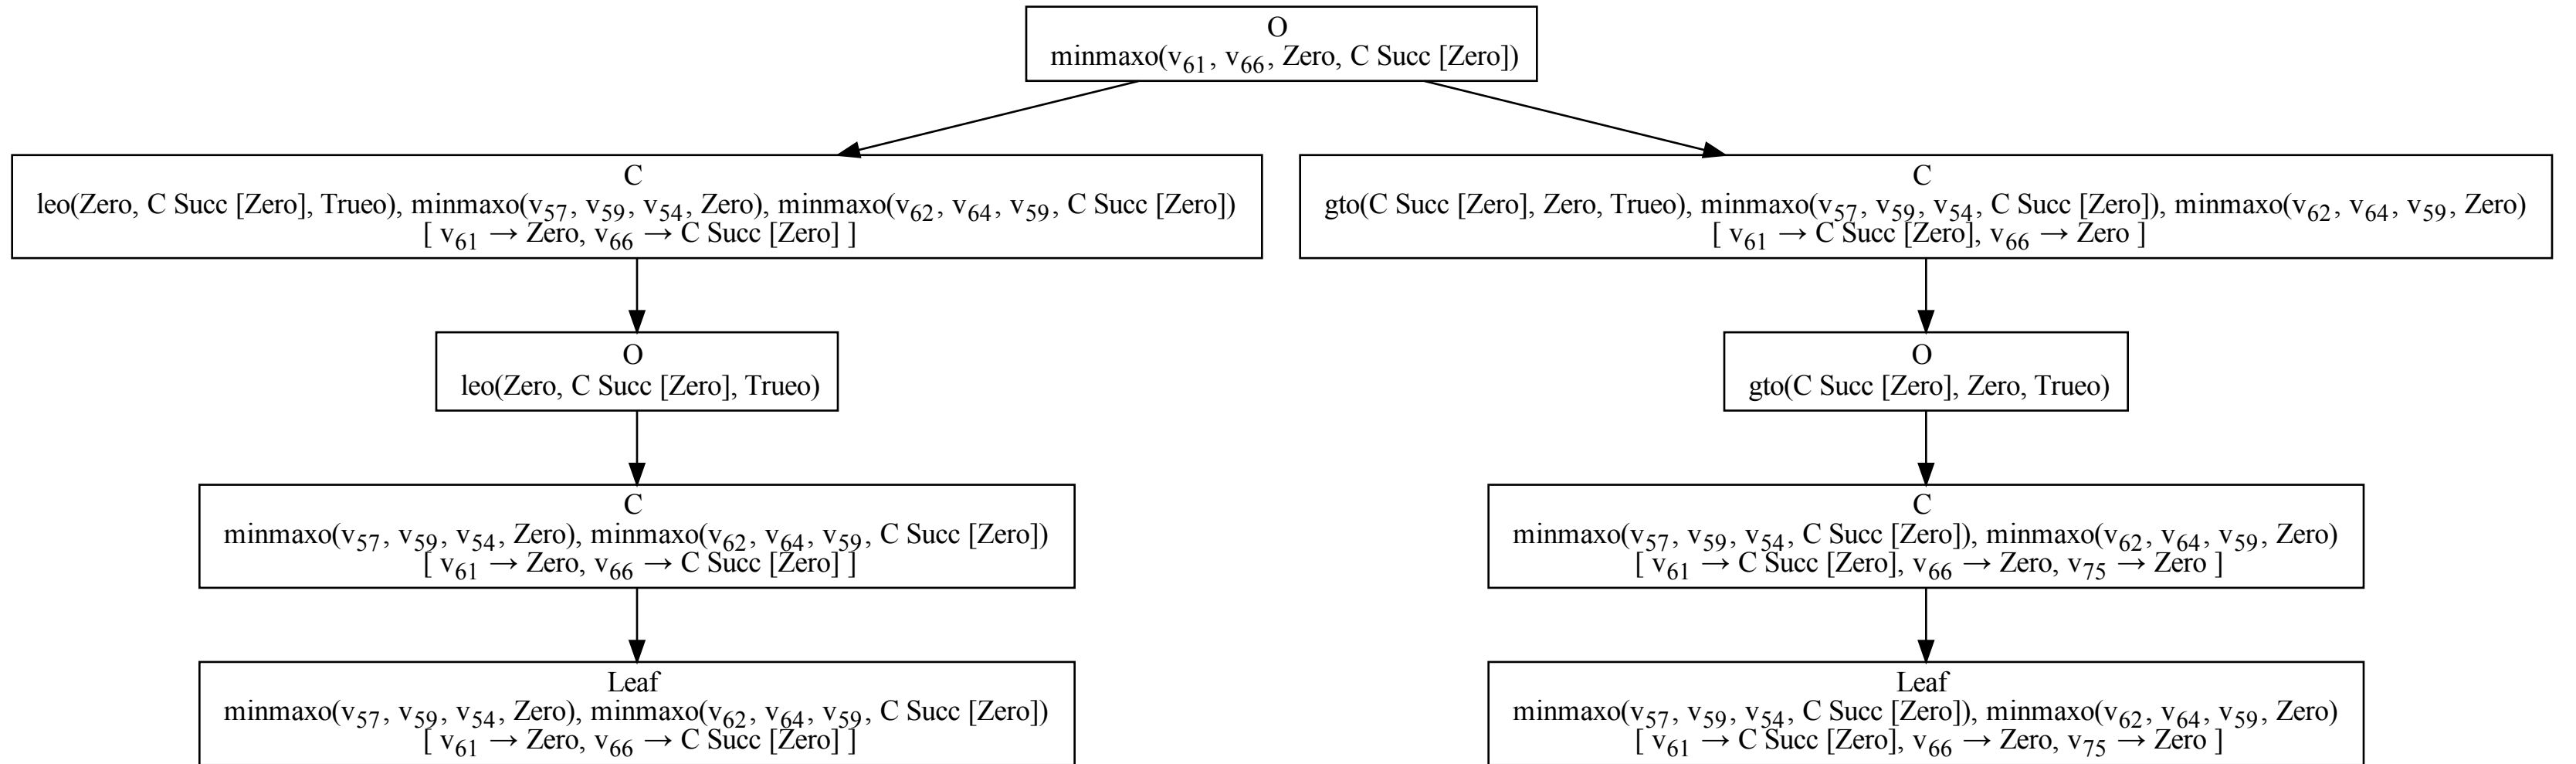 O
minmaxo(v61, v66, Zero, C Succ [Zero])
C
leo(Zero, C Succ [Zero], Trueo), minmaxo(v57, v59, v54, Zero), minmaxo(v62, v64, v59, C Succ [Zero])
[ v61 → Zero, v66 → C Succ [Zero] ]
C
gto(C Succ [Zero], Zero, Trueo), minmaxo(v57, v59, v54, C Succ [Zero]), minmaxo(v62, v64, v59, Zero)
[ v61 → C Succ [Zero], v66 → Zero ]
O
leo(Zero, C Succ [Zero], Trueo)
O
gto(C Succ [Zero], Zero, Trueo)
C
minmaxo(v57, v59, v54, Zero), minmaxo(v62, v64, v59, C Succ [Zero])
[ v61 → Zero, v66 → C Succ [Zero] ]
C
minmaxo(v57, v59, v54, C Succ [Zero]), minmaxo(v62, v64, v59, Zero)
[ v61 → C Succ [Zero], v66 → Zero, v75 → Zero ]
Leaf
minmaxo(v57, v59, v54, Zero), minmaxo(v62, v64, v59, C Succ [Zero])
[ v61 → Zero, v66 → C Succ [Zero] ]
Leaf
minmaxo(v57, v59, v54, C Succ [Zero]), minmaxo(v62, v64, v59, Zero)
[ v61 → C Succ [Zero], v66 → Zero, v75 → Zero ]